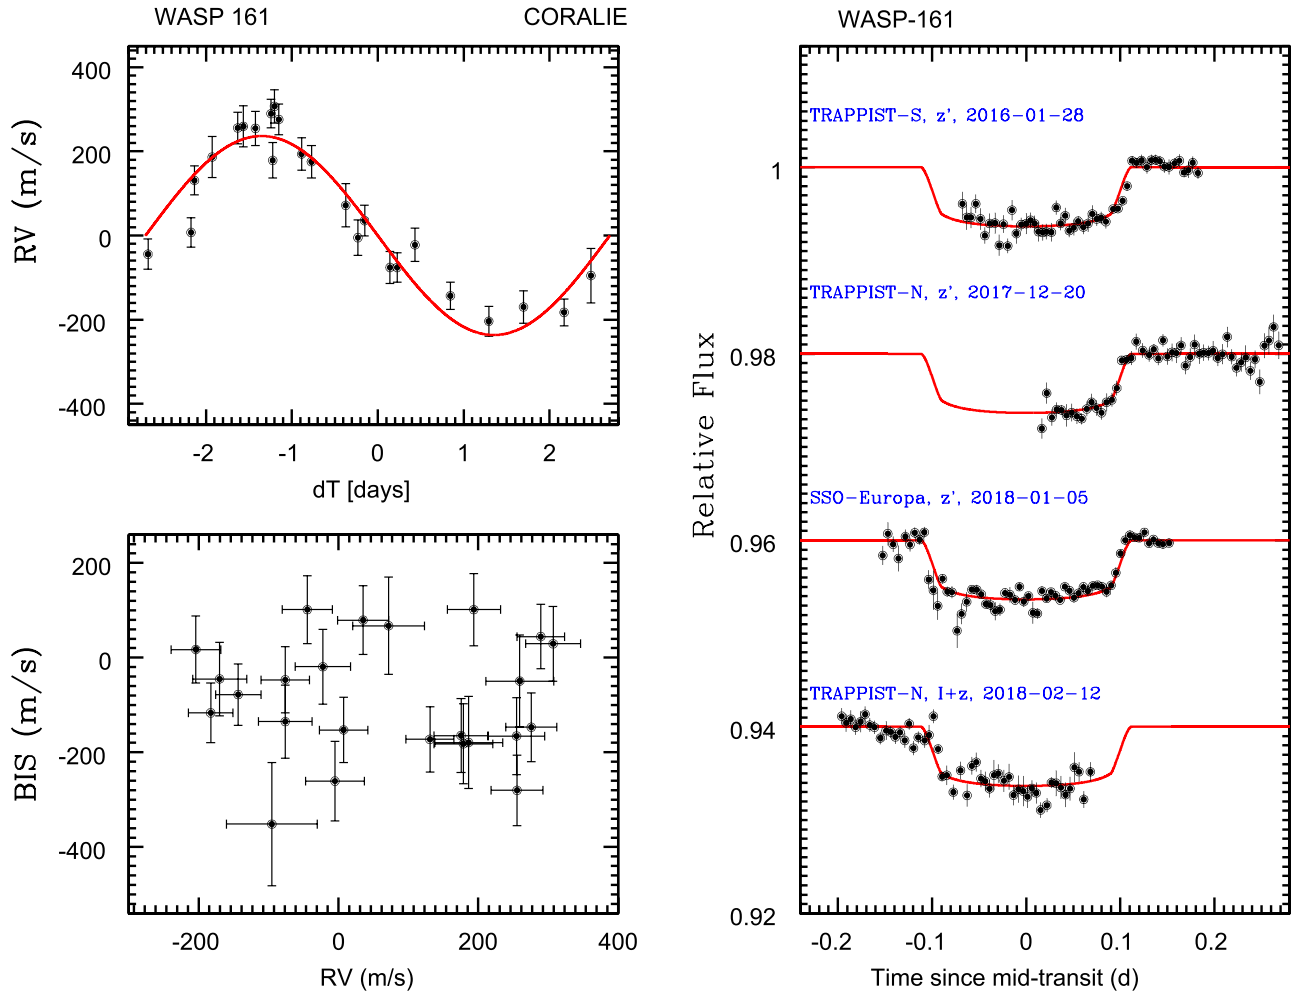 WASP 161 CORALIE
RV (m/s)
400
200
0
-200
-400
-2 -1 0 1 2
dT [days]
BIS (m/s)
200
0
-200
-400
-200 0 200 400
RV (m/s)
WASP-161
Relative Flux
TRAPPIST-S, z', 2016-01-28
1
TRAPPIST-N, z', 2017-12-20
0.98
SSO-Europa, z', 2018-01-05
0.96
TRAPPIST-N, I+z, 2018-02-12
0.94
0.92
-0.2 -0.1 0 0.1 0.2
Time since mid-transit (d)